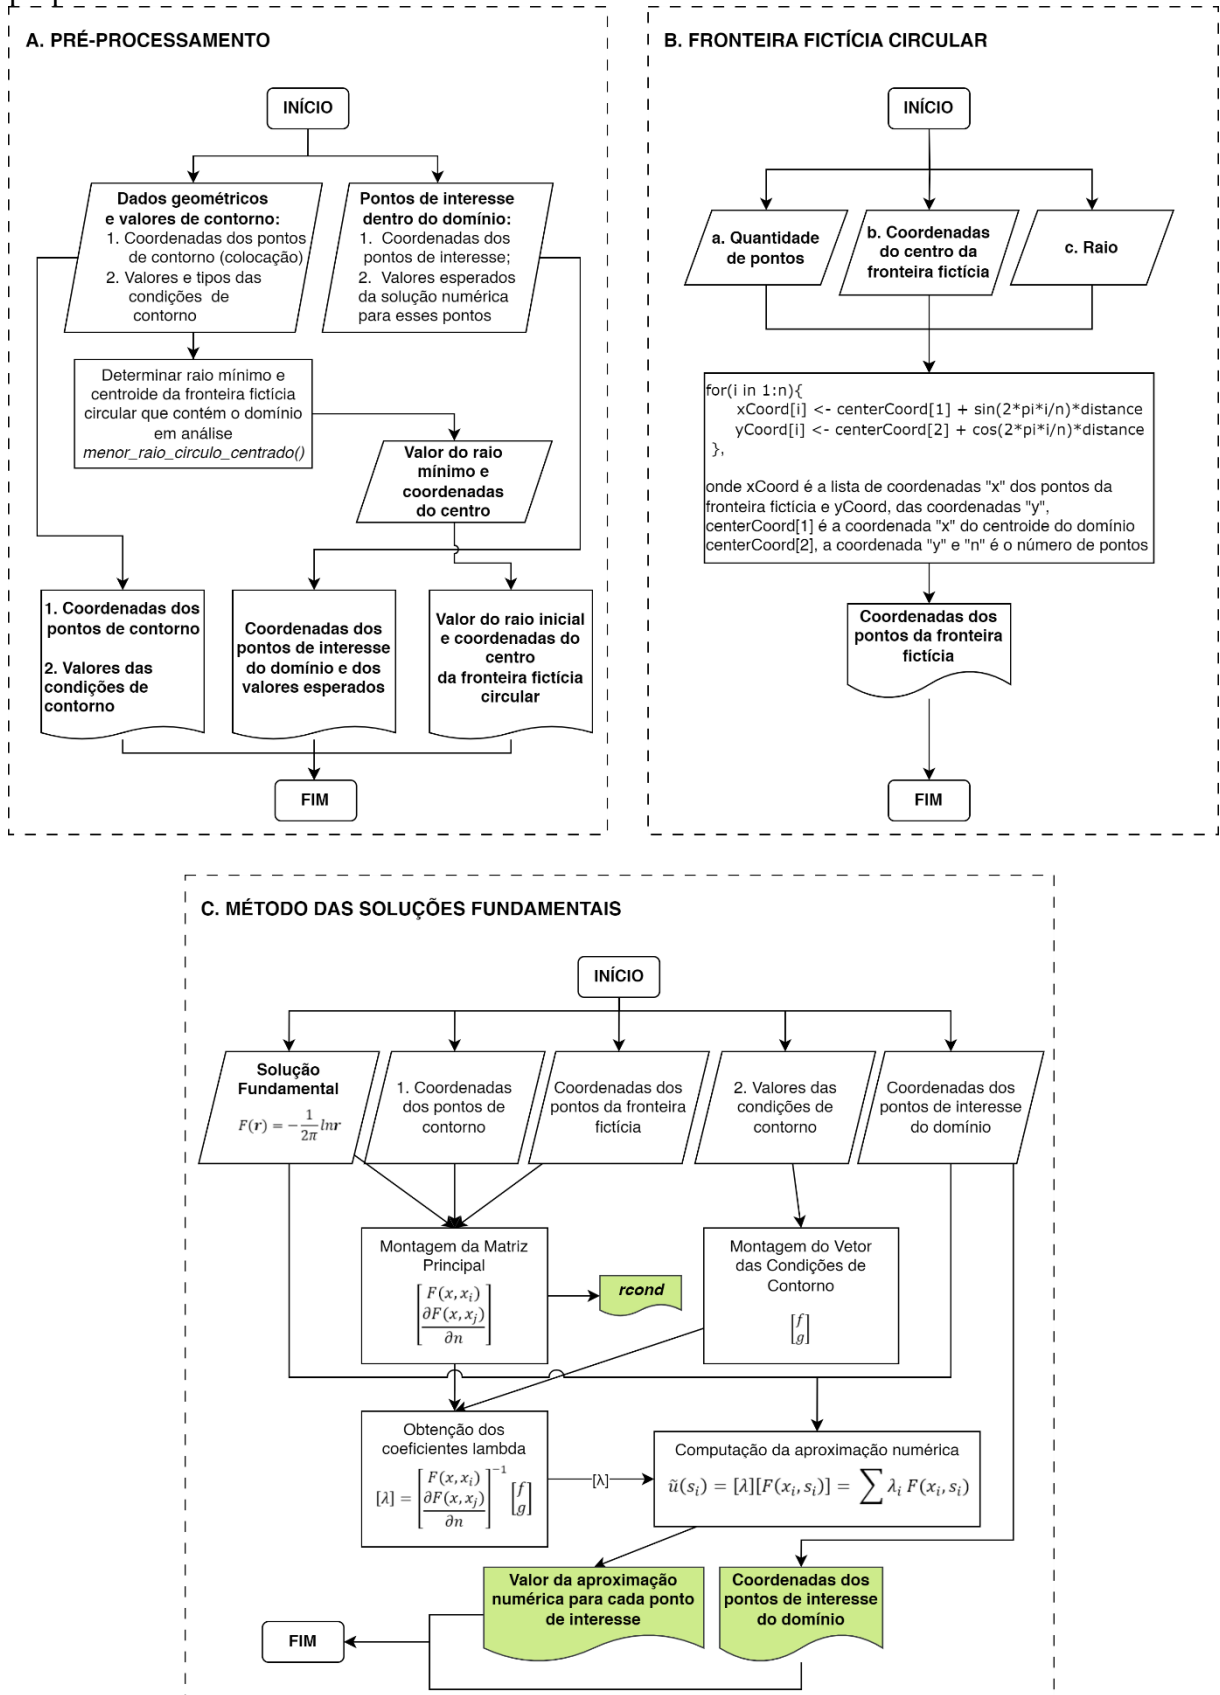 A. PRÉ-PROCESSAMENTO
INÍCIO
Dados geométricos
e valores de contorno:
1. Coordenadas dos pontos
de contorno (colocação)
2. Valores e tipos das
condições de
contorno
Pontos de interesse
dentro do domínio:
1. Coordenadas dos
pontos de interesse;
2. Valores esperados
da solução numérica
para esses pontos
Determinar raio mínimo e
centroide da fronteira fictícia
circular que contém o domínio
em análise
menor_raio_circulo_centrado()
Valor do raio
mínimo e
coordenadas
do centro
1. Coordenadas dos
pontos de contorno
2. Valores das
condições de
contorno
Coordenadas dos
pontos de interesse
do domínio e dos
valores esperados
Valor do raio inicial
e coordenadas do
centro
da fronteira fictícia
circular
FIM
B. FRONTEIRA FICTÍCIA CIRCULAR
INÍCIO
a. Quantidade
de pontos
b. Coordenadas
do centro da
fronteira fictícia
c. Raio
for(i in 1:n){
xCoord[i] <- centerCoord[1] + sin(2*pi*i/n)*distance
yCoord[i] <- centerCoord[2] + cos(2*pi*i/n)*distance
},
onde xCoord é a lista de coordenadas "x" dos pontos da
fronteira fictícia e yCoord, das coordenadas "y",
centerCoord[1] é a coordenada "x" do centroide do domínio
centerCoord[2], a coordenada "y" e "n" é o número de pontos
Coordenadas dos
pontos da fronteira
fictícia
FIM
C. MÉTODO DAS SOLUÇÕES FUNDAMENTAIS
INÍCIO
Solução
Fundamental
F(r) = −1/2π lnr
1. Coordenadas
dos pontos de
contorno
Coordenadas dos
pontos da fronteira
fictícia
2. Valores das
condições de
contorno
Coordenadas dos
pontos de interesse
do domínio
Montagem da Matriz
Principal
[F(x, x_i)
∂F(x, x_j)
∂n]
rcond
Montagem do Vetor
das Condições de
Contorno
[f
g]
Obtenção dos
coeficientes lambda
[λ] = [F(x, x_i) ∂F(x, x_j)/∂n]⁻¹ [f g]
[λ]
Computação da aproximação numérica
ũ(s_i) = [λ][F(x_i, s_i)] = ∑ λ_i F(x_i, s_i)
Valor da aproximação
numérica para cada ponto
de interesse
Coordenadas dos
pontos de interesse
do domínio
FIM